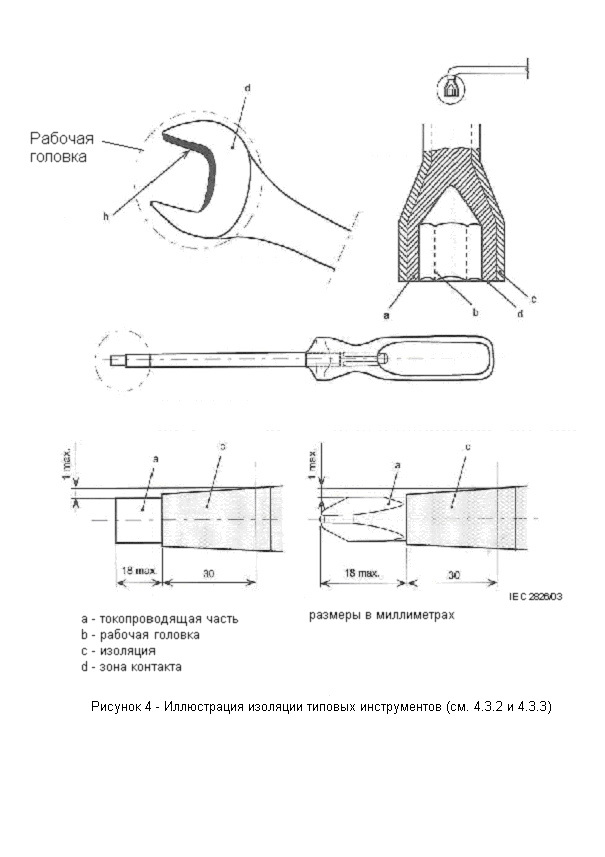 d
Рабочая
головка
h
a
b
d
c
1 max.
a
c
18 max.
30
1 max.
a
c
18 max.
30
IEC 2826/03
a - токопроводящая часть
b - рабочая головка
c - изоляция
d - зона контакта
размеры в миллиметрах
Рисунок 4 - Иллюстрация изоляции типовых инструментов (см. 4.3.2 и 4.3.3)